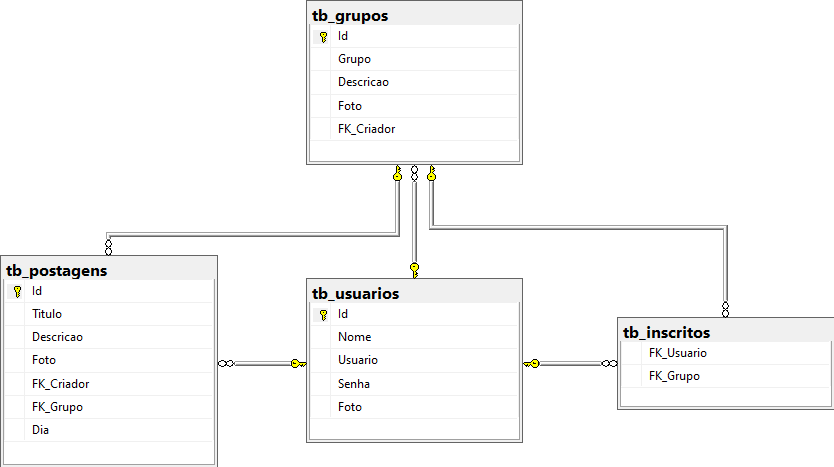 tb_grupos
Id
Grupo
Descricao
Foto
FK_Criador
tb_postagens
Id
Titulo
Descricao
Foto
FK_Criador
FK_Grupo
Dia
tb_usuarios
Id
Nome
Usuario
Senha
Foto
tb_inscritos
FK_Usuario
FK_Grupo